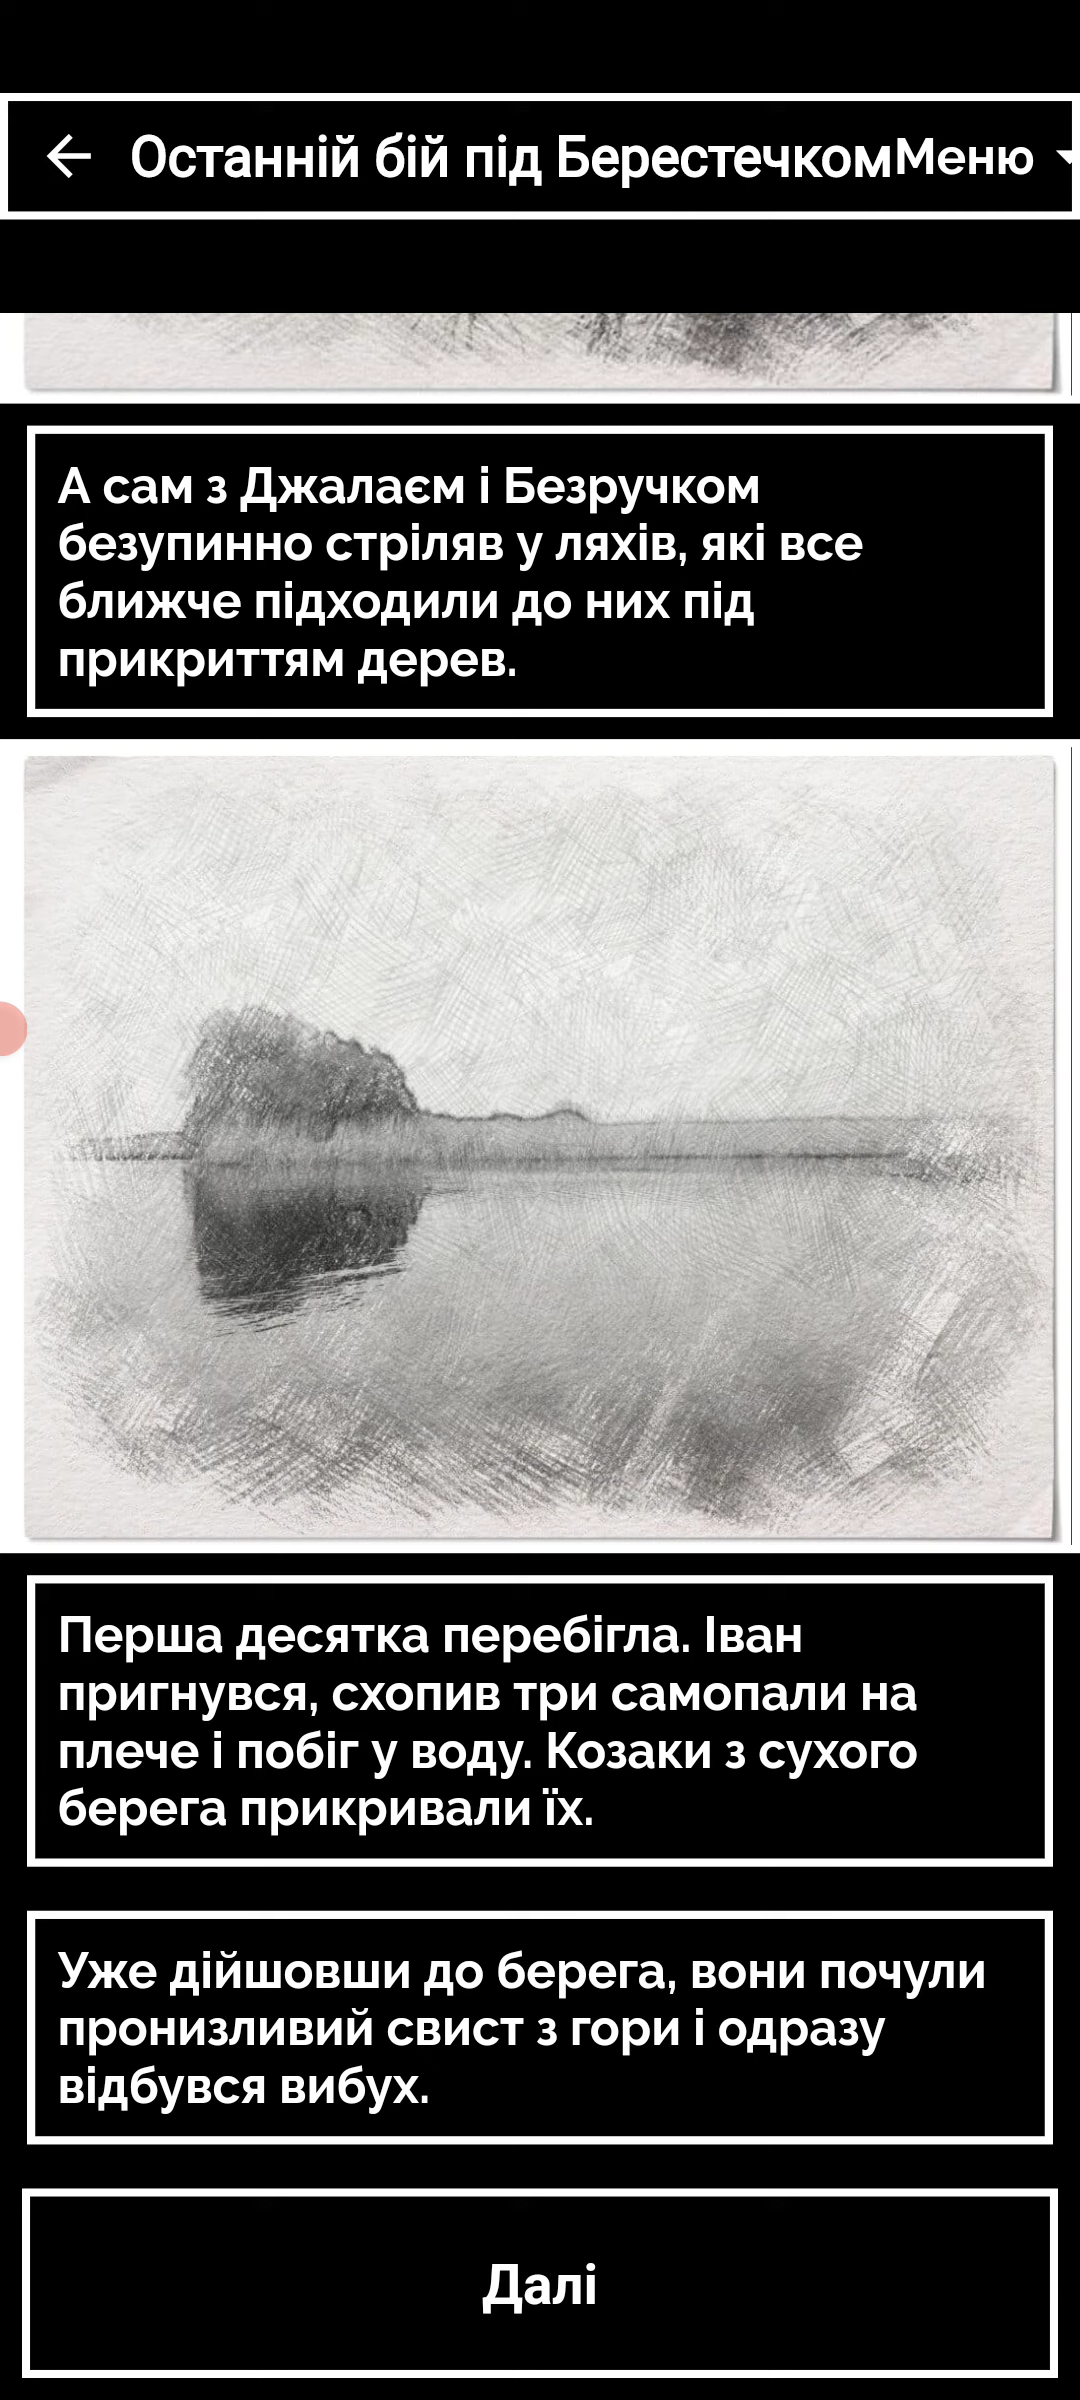 Останній бій під БерестечкомМеню
А сам з Джалаєм і Безручком
безупинно стріляв у ляхів, які все
ближче підходили до них під
прикриттям дерев.
Перша десятка перебігла. Іван
пригнувся, схопив три самопали на
плече і побіг у воду. Козаки з сухого
берега прикривали їх.
Уже дійшовши до берега, вони почули
пронизливий свист з гори і одразу
відбувся вибух.
Далі